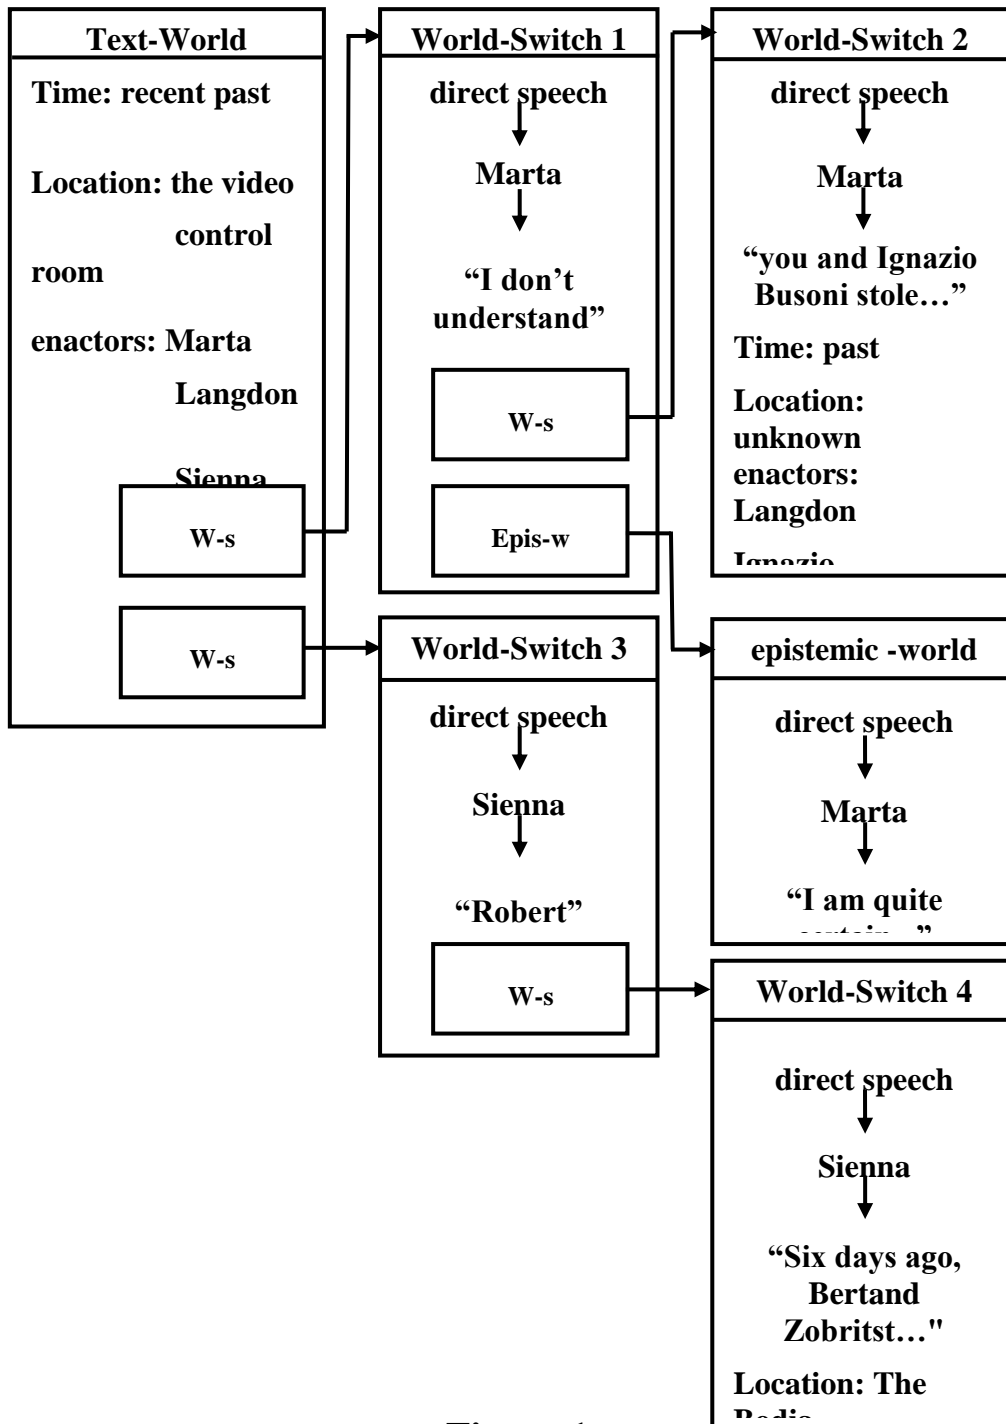 Text-World
Time: recent past
Location: the video
control
room
enactors: Marta
Langdon
Sienna
W-s
W-s
World-Switch 1
direct speech
Marta
“I don’t
understand”
W-s
Epis-w
World-Switch 2
direct speech
Marta
“you and Ignazio
Busoni stole…”
Time: past
Location:
unknown
enactors:
Langdon
Ignazio
World-Switch 3
direct speech
Sienna
“Robert”
W-s
epistemic -world
direct speech
Marta
“I am quite
certain…”
World-Switch 4
direct speech
Sienna
“Six days ago,
Bertand
Zobritst…"
Location: The